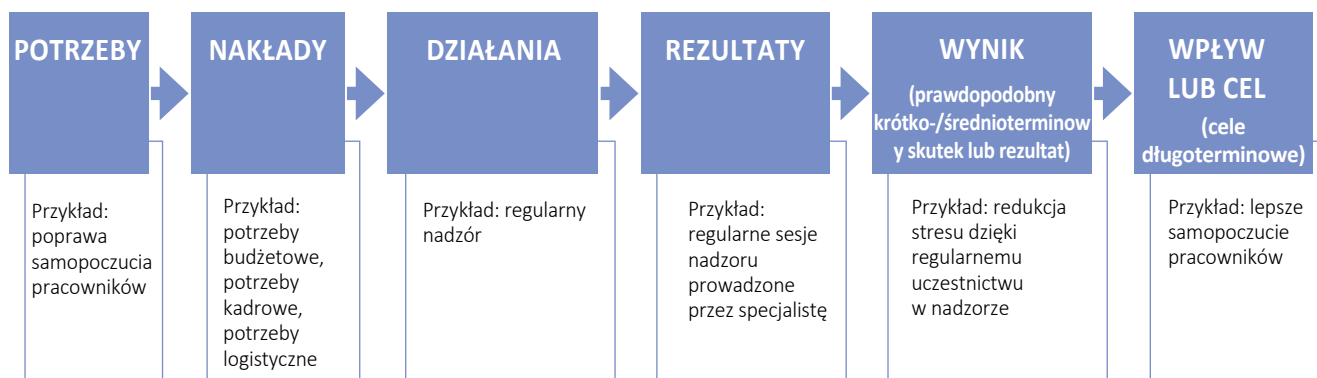 POTRZEBY
Przykład:
poprawa
samopoczucia
pracowników
NAKŁADY
Przykład:
potrzeby
budżetowe,
potrzeby
kadrowe,
potrzeby
logistyczne
DZIAŁANIA
Przykład: regularny
nadzór
REZULTATY
Przykład:
regularne sesje
nadzoru
prowadzone
przez specjalistę
WYNIK
(prawdopodobny
krótko-/średnioterminow
y skutek lub rezultat)
Przykład: redukcja
stresu dzięki
regularnemu
uczestnictwu
w nadzorze
WPŁYW
LUB CEL
(cele
długoterminowe)
Przykład: lepsze
samopoczucie
pracowników